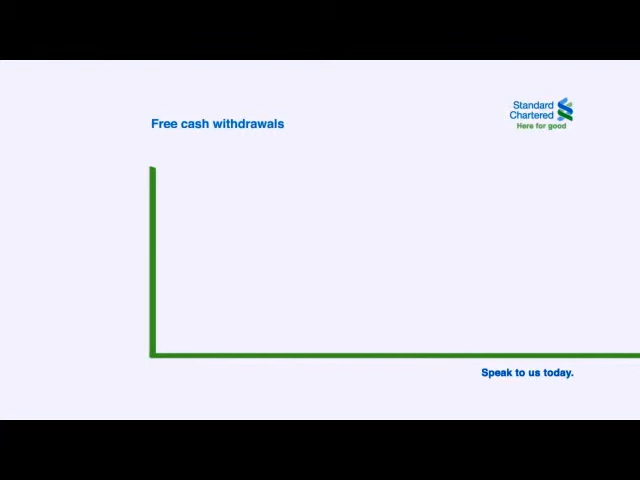 Free cash withdrawals
Standard
Chartered
Here for good
Speak to us today.